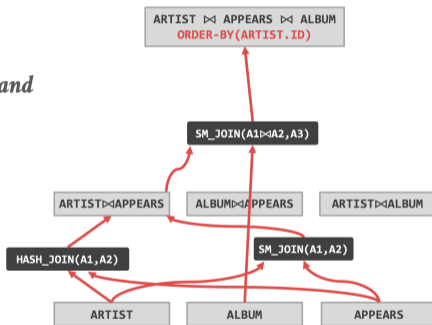 ARTIST ⋈ APPEARS ⋈ ALBUM
ORDER-BY(ARTIST.ID)
and
SM_JOIN(A1⋈A2,A3)
ARTIST⋈APPEARS
ALBUM⋈APPEARS
ARTIST⋈ALBUM
HASH_JOIN(A1,A2)
SM_JOIN(A1,A2)
ARTIST
ALBUM
APPEARS